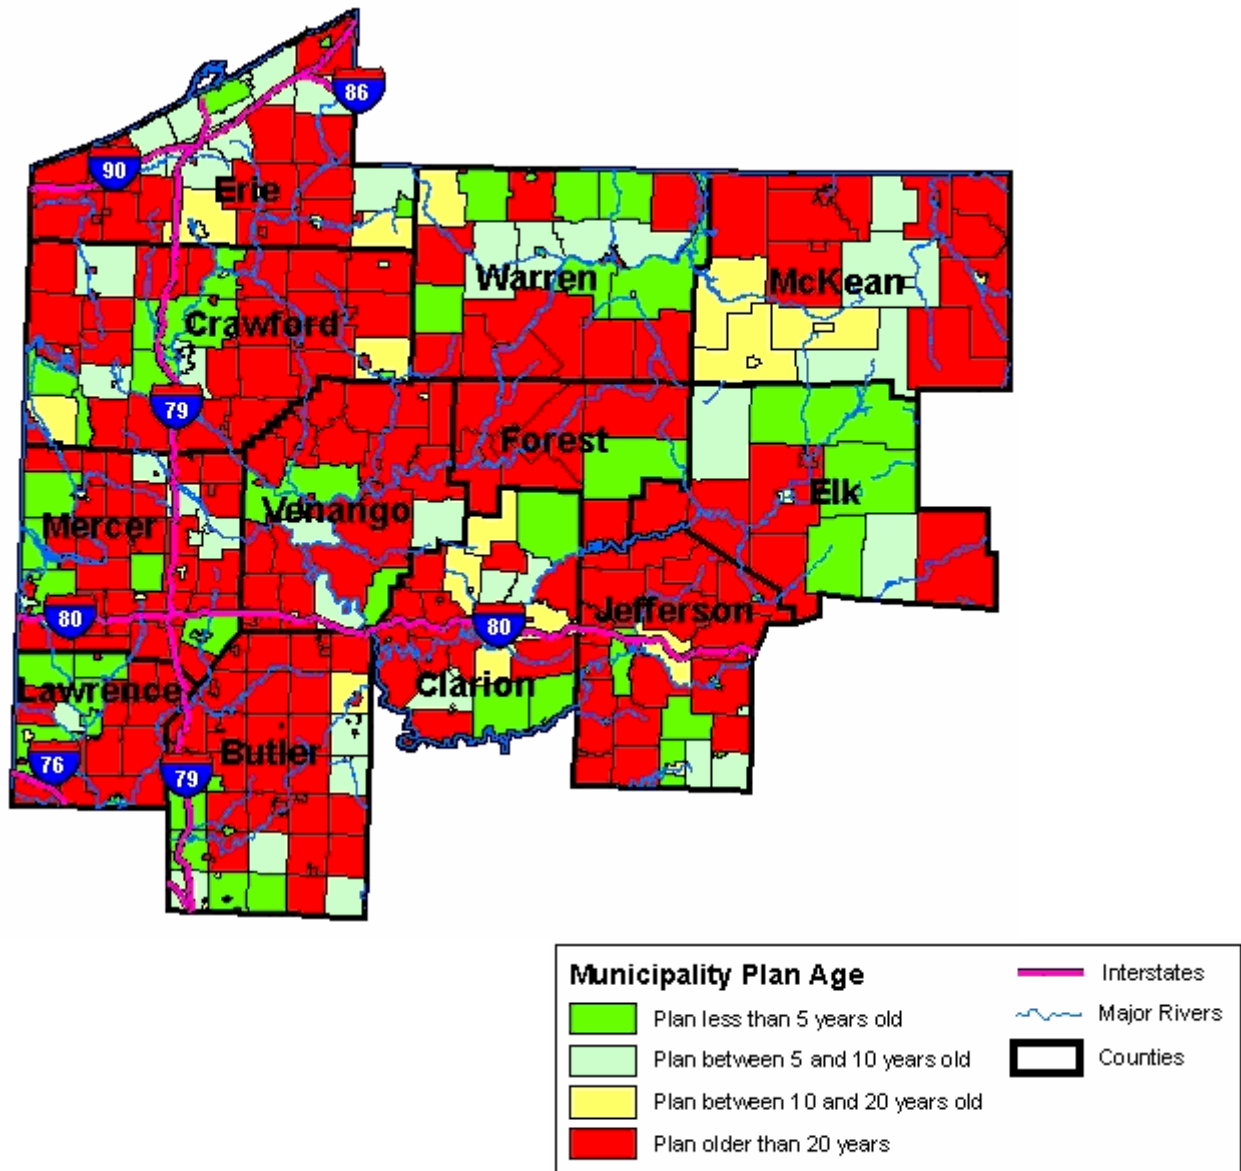 86
90
Erie
Warren
McKean
Crawford
79
Forest
Elk
Venango
Mercer
80
80
Jefferson
Lawrence
Clarion
Butler
76
79
Municipality Plan Age
Plan less than 5 years old
Plan between 5 and 10 years old
Plan between 10 and 20 years old
Plan older than 20 years
Interstates
Major Rivers
Counties